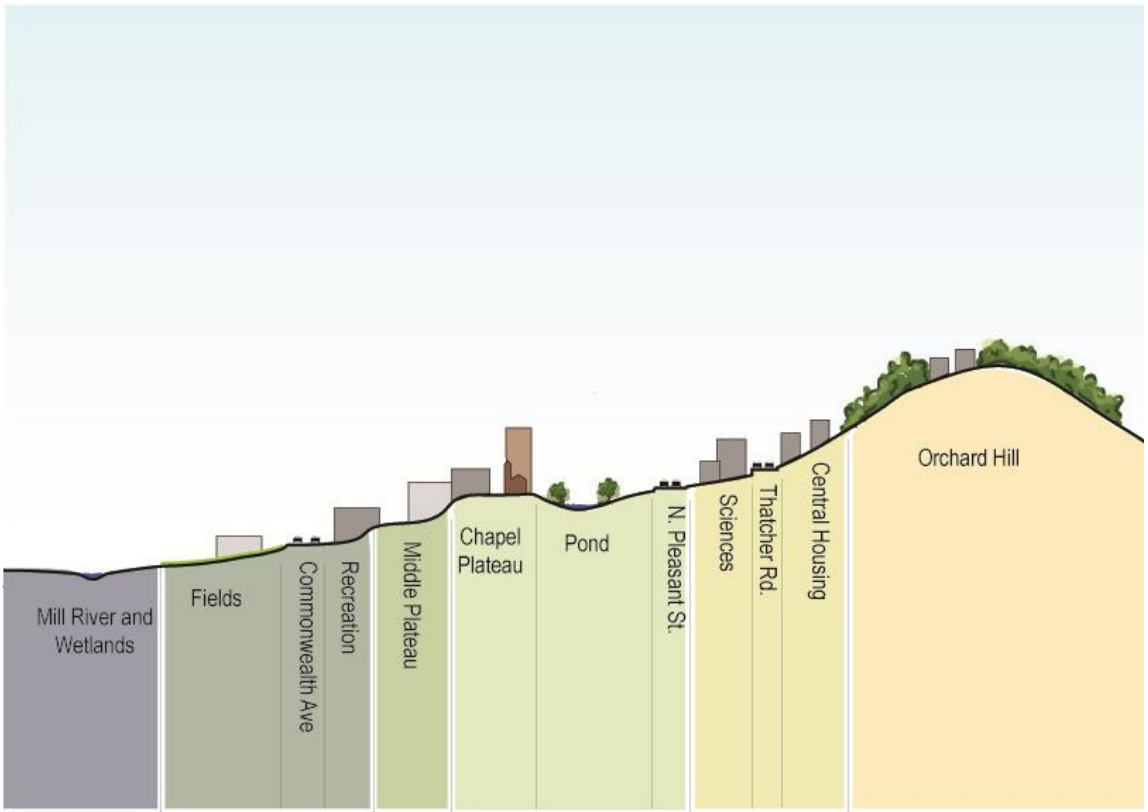 Mill River and
Wetlands
Fields
Commonwealth Ave
Recreation
Middle Plateau
Chapel
Plateau
Pond
N. Pleasant St.
Sciences
Thatcher Rd.
Central Housing
Orchard Hill